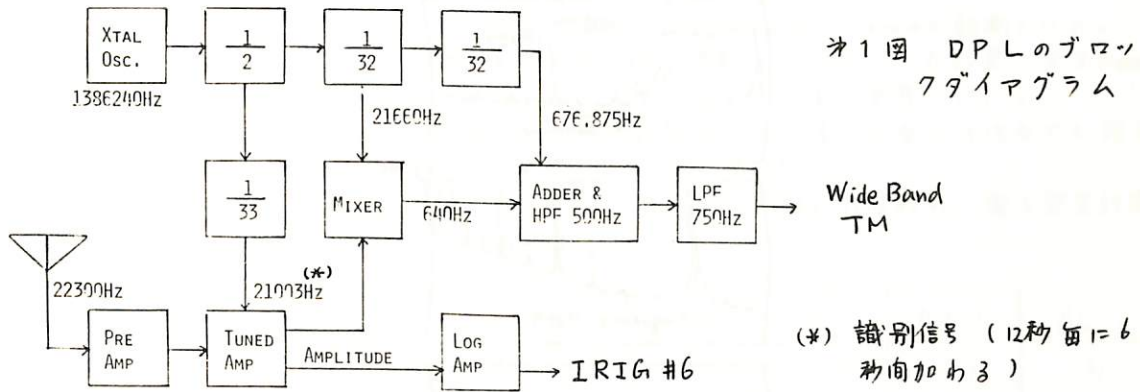 XTAL
OSC.
1386240Hz
1
2
1
32
1
32
21660Hz
676.875Hz
1
33
MIXER
640Hz
ADDER &
HPF 500Hz
LPF
750Hz
Wide Band
TM
(*)
22300Hz
21003Hz
PRE
AMP
TUNED
AMP
AMPLITUDE
LOG
AMP
IRIG #6
第1図 DPLのブロッ
クダイアグラム
(*) 識別信号 (12秒毎に6
秒間加わる)